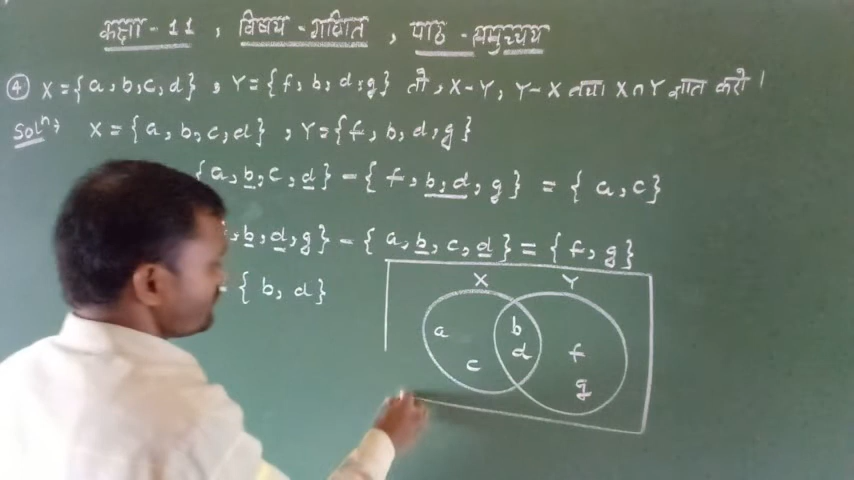 कक्षा - 11 , विषय - गणित , पाठ - समुच्चय
④ X = {a, b, c, d} , Y = {f, b, d, g} तो , X - Y , Y - X तथा X ∩ Y ज्ञात करो ।
Solⁿ: X = {a, b, c, d} , Y = {f, b, d, g}
{a, b, c, d} - {f, b, d, g} = {a, c}
, b, d, g} - {a, b, c, d} = {f, g}
= {b, d}
X Y
a b
d f
c
g